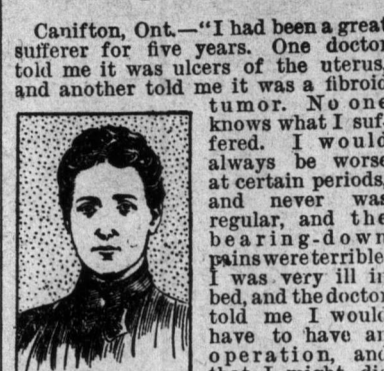 Canifton, Ont.—"I had been a great
sufferer for five years. One doctor
told me it was ulcers of the uterus,
and another told me it was a fibroid
tumor. No one
knows what I suf-
fered. I would
always be worse
at certain periods,
and never was
regular, and the
bearing-down
pains were terrible.
I was very ill in
bed, and the doctor
told me I would
have to have an
operation, and
that I might die